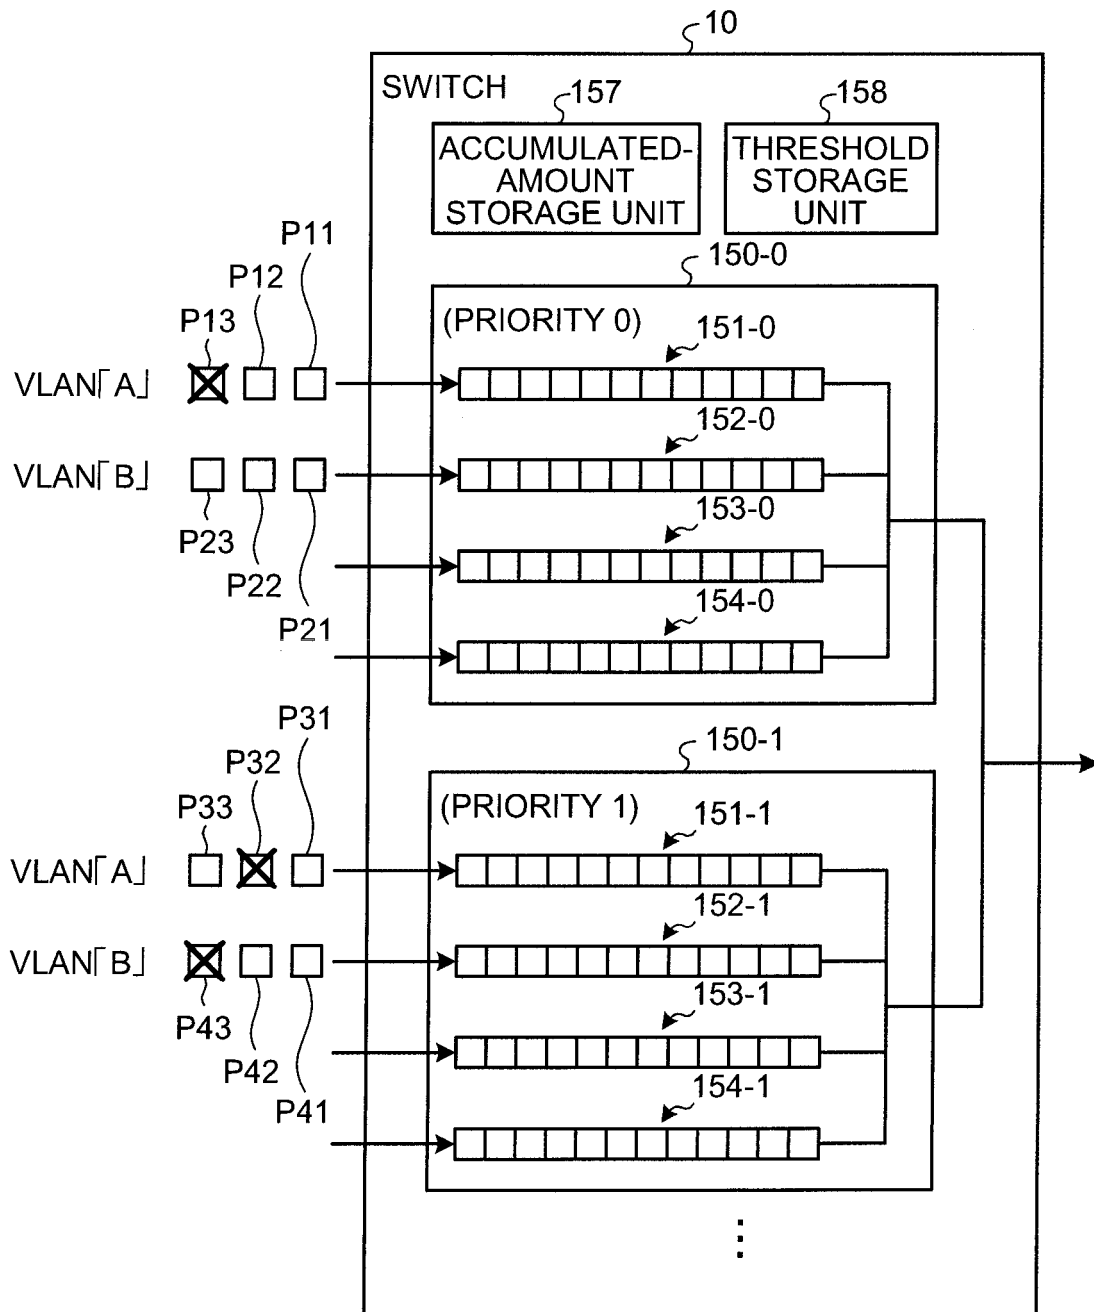 10
SWITCH
157
158
ACCUMULATED-
AMOUNT
STORAGE UNIT
THRESHOLD
STORAGE
UNIT
P11
P12
P13
150-0
(PRIORITY 0)
151-0
VLAN「A」
152-0
VLAN「B」
153-0
P23
P22
P21
154-0
P31
P32
P33
150-1
(PRIORITY 1)
151-1
VLAN「A」
152-1
VLAN「B」
153-1
P43
P42
P41
154-1